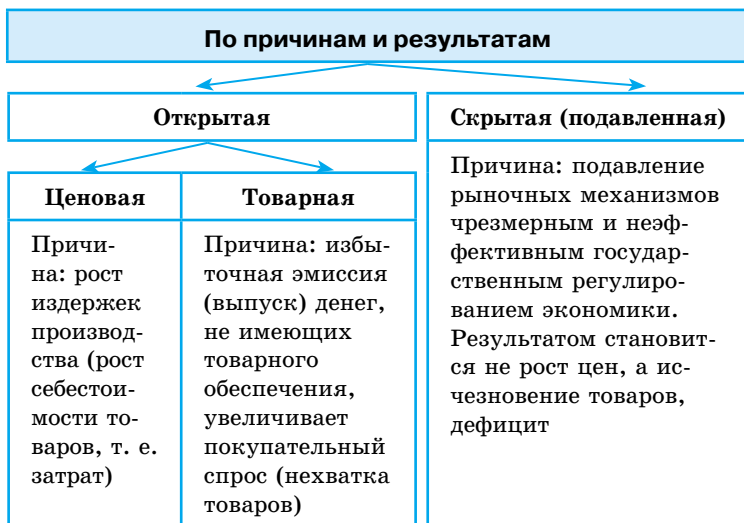 По причинам и результатам
Открытая
Скрытая (подавленная)
Ценовая
Товарная
Причи-
на: рост
издержек
производ-
ства (рост
себестои-
мости то-
варов, т. е.
затрат)
Причина: избы-
точная эмиссия
(выпуск) денег,
не имеющих
товарного
обеспечения,
увеличивает
покупательный
спрос (нехватка
товаров)
Причина: подавление
рыночных механизмов
чрезмерным и неэф-
фективным государ-
ственным регулиро-
ванием экономики.
Результатом становит-
ся не рост цен, а ис-
чезновение товаров,
дефицит